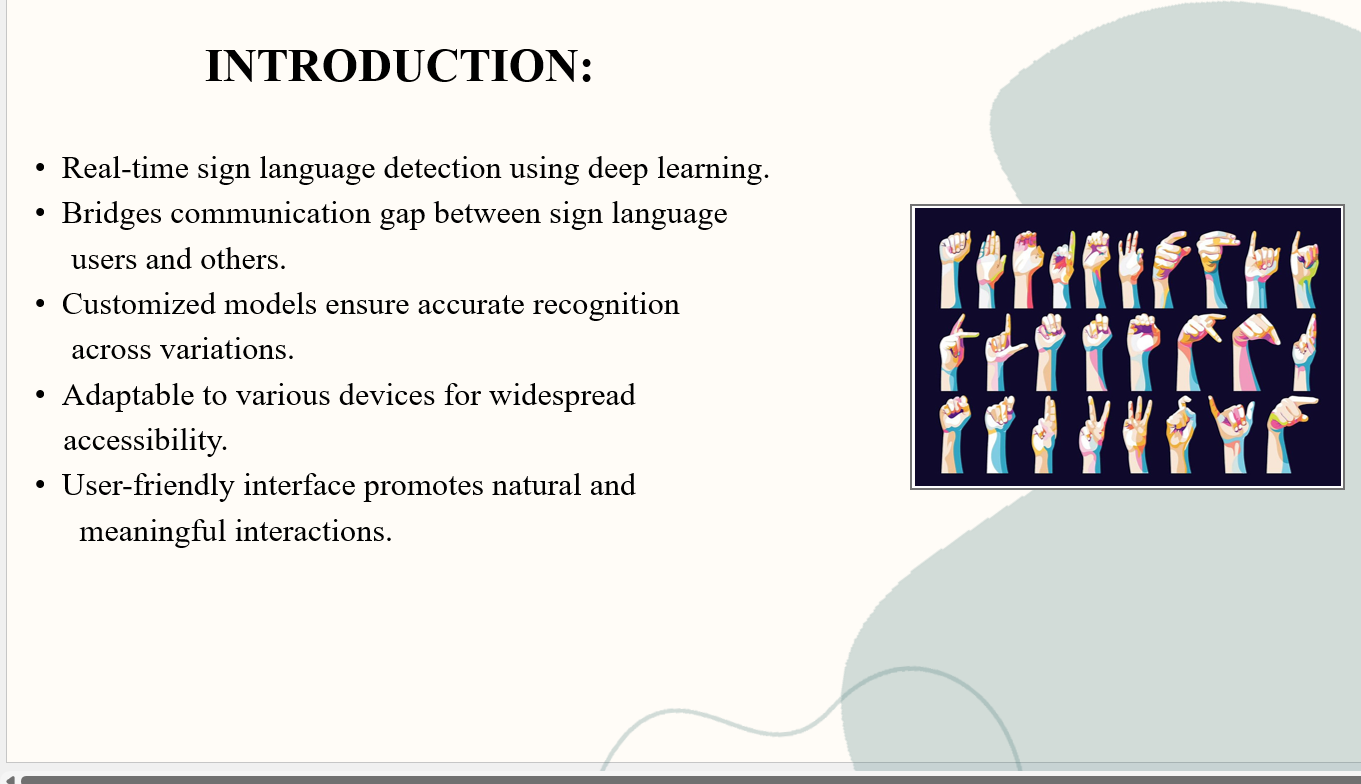 INTRODUCTION:
• Real-time sign language detection using deep learning.
• Bridges communication gap between sign language
users and others.
• Customized models ensure accurate recognition
across variations.
• Adaptable to various devices for widespread
accessibility.
• User-friendly interface promotes natural and
meaningful interactions.